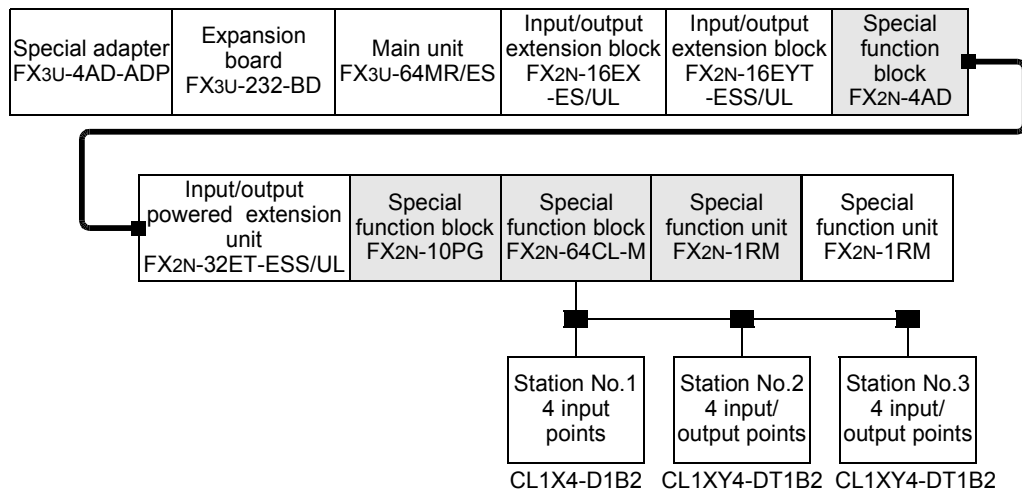 Special adapter
FX3U-4AD-ADP
Expansion
board
FX3U-232-BD
Main unit
FX3U-64MR/ES
Input/output
extension block
FX2N-16EX
-ES/UL
Input/output
extension block
FX2N-16EYT
-ESS/UL
Special
function
block
FX2N-4AD
Input/output
powered extension
unit
FX2N-32ET-ESS/UL
Special
function block
FX2N-10PG
Special
function block
FX2N-64CL-M
Special
function unit
FX2N-1RM
Special
function unit
FX2N-1RM
Station No.1
4 input
points
Station No.2
4 input/
output points
Station No.3
4 input/
output points
CL1X4-D1B2
CL1XY4-DT1B2
CL1XY4-DT1B2